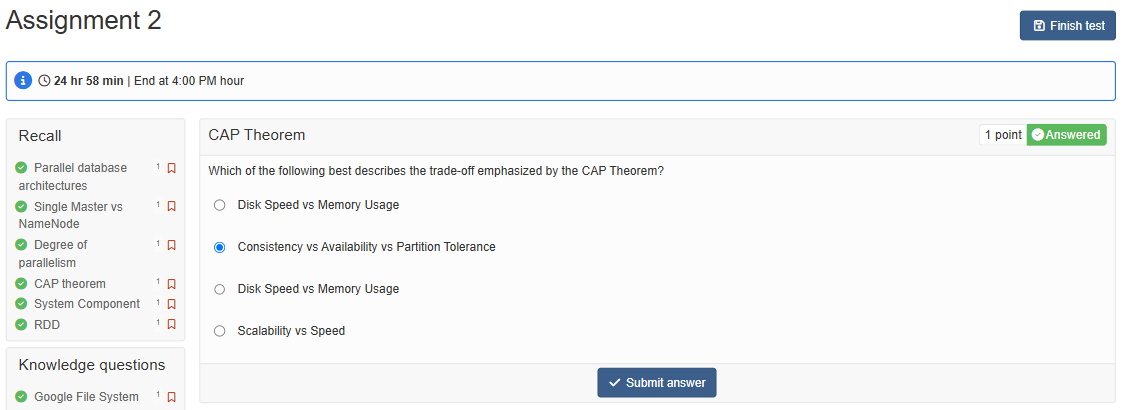 Assignment 2
Finish test
24 hr 58 min | End at 4:00 PM hour
Recall
Parallel database 1
architectures
Single Master vs 1
NameNode
Degree of 1
parallelism
CAP theorem 1
System Component 1
RDD 1
Knowledge questions
Google File System 1
CAP Theorem
1 point Answered
Which of the following best describes the trade-off emphasized by the CAP Theorem?
Disk Speed vs Memory Usage
Consistency vs Availability vs Partition Tolerance
Disk Speed vs Memory Usage
Scalability vs Speed
Submit answer